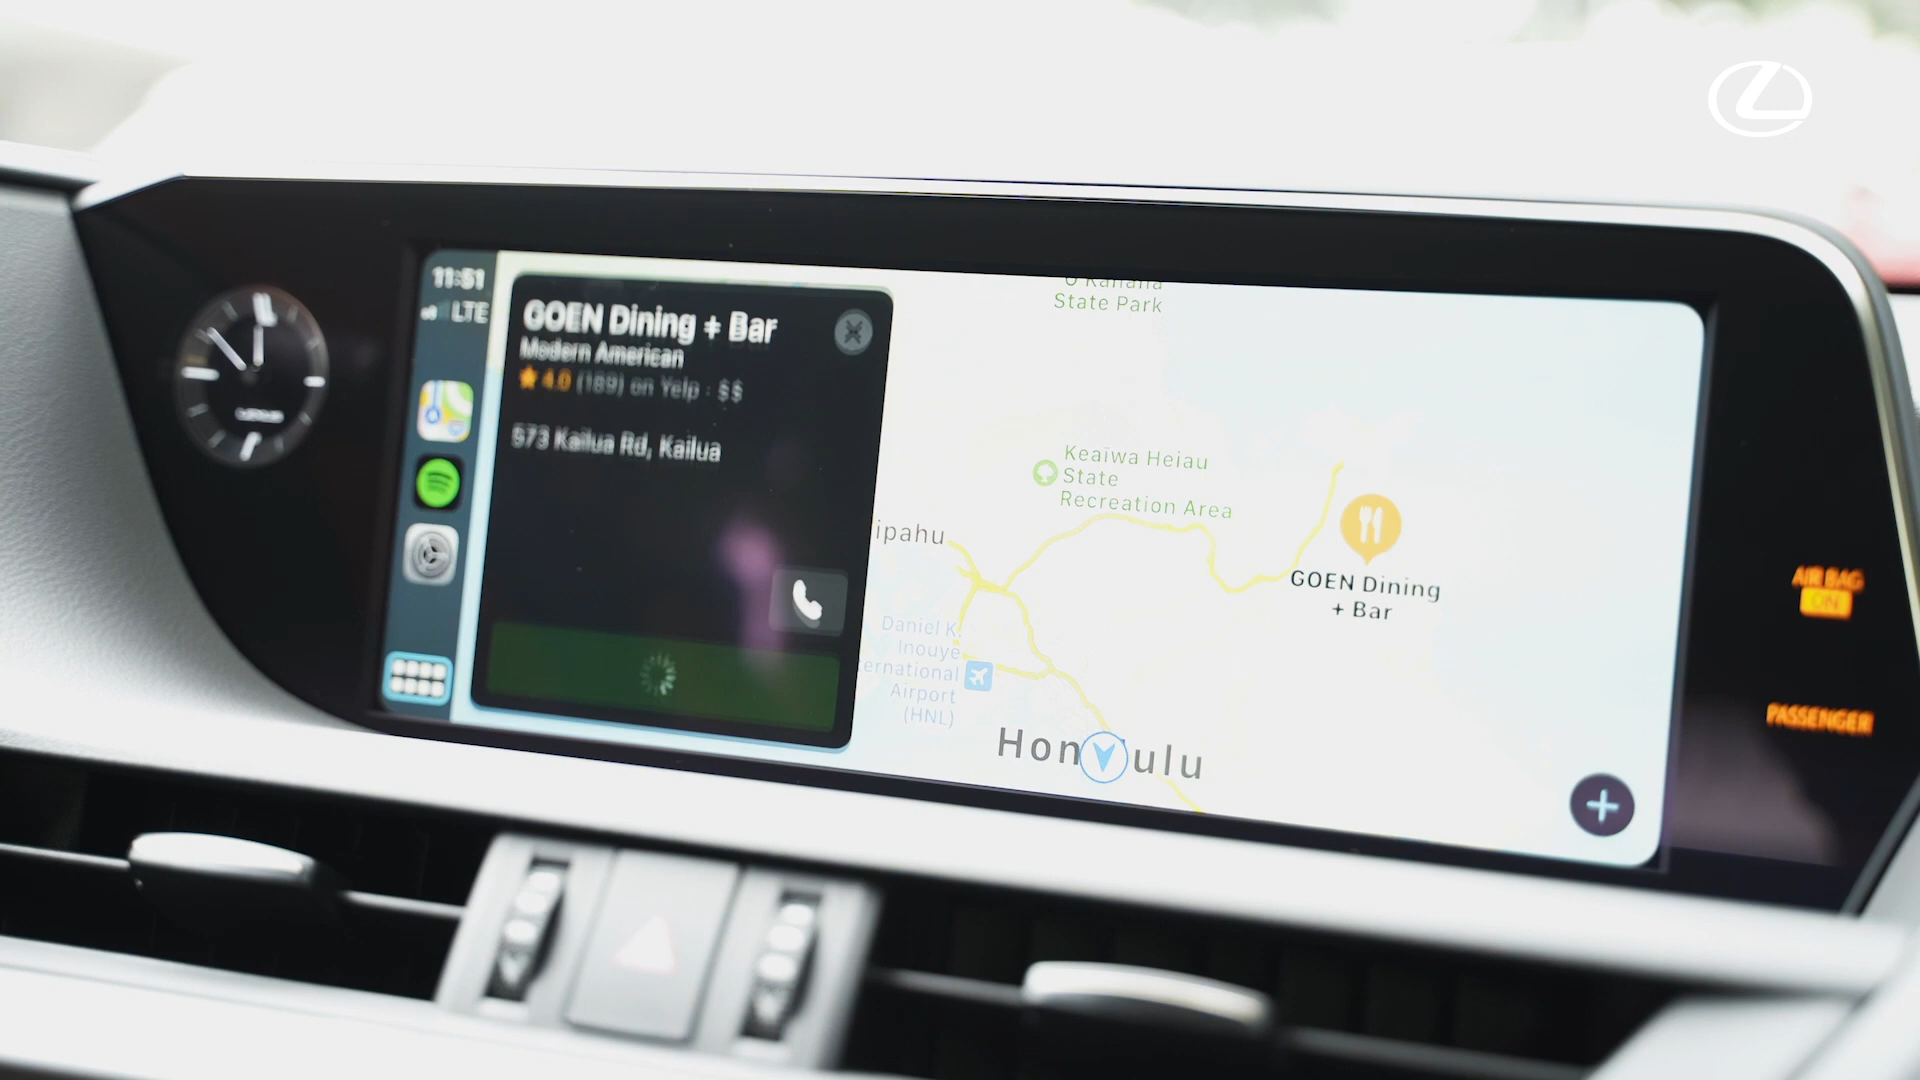 11:51
LTE
GOEN Dining + Bar
Modern American
4.0 (189) on Yelp · $$
573 Kailua Rd, Kailua
State Park
Keaīwa Heiau
State
Recreation Area
ipahu
GOEN Dining
+ Bar
Daniel K.
Inouye
ernational
Airport
(HNL)
Hon ulu
AIR BAG
ON
PASSENGER